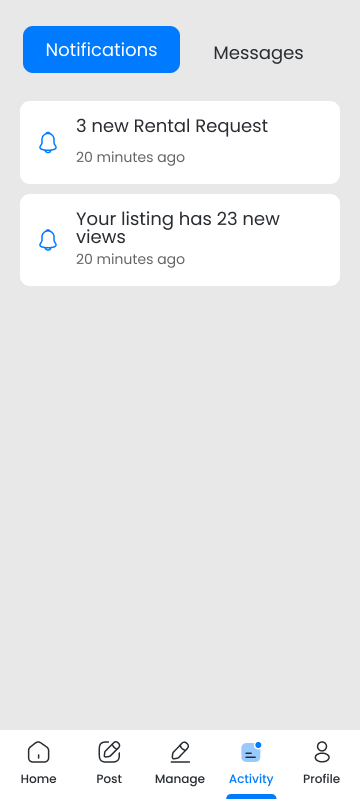 Notifications
Messages
3 new Rental Request
20 minutes ago
Your listing has 23 new
views
20 minutes ago
Home
Post
Manage
Activity
Profile